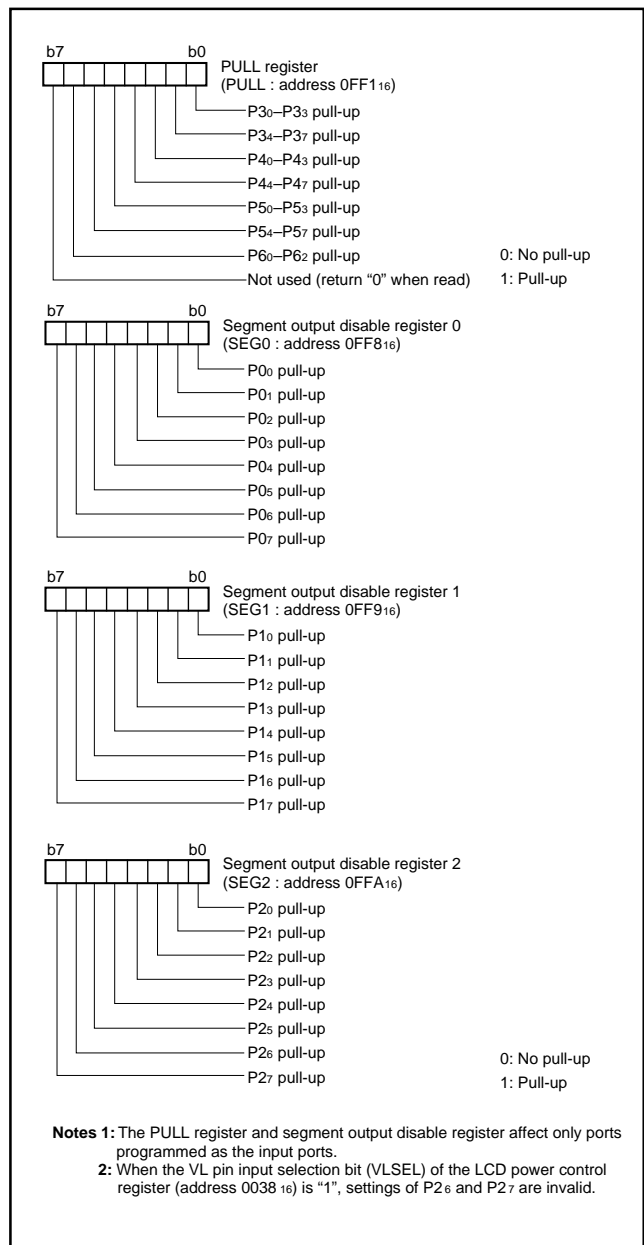 b7 b0
PULL register
(PULL : address 0FF1₁₆)
P3₀–P3₃ pull-up
P3₄–P3₇ pull-up
P4₀–P4₃ pull-up
P4₄–P4₇ pull-up
P5₀–P5₃ pull-up
P5₄–P5₇ pull-up
P6₀–P6₂ pull-up
Not used (return “0” when read)
0: No pull-up
1: Pull-up
b7 b0
Segment output disable register 0
(SEG0 : address 0FF8₁₆)
P0₀ pull-up
P0₁ pull-up
P0₂ pull-up
P0₃ pull-up
P0₄ pull-up
P0₅ pull-up
P0₆ pull-up
P0₇ pull-up
b7 b0
Segment output disable register 1
(SEG1 : address 0FF9₁₆)
P1₀ pull-up
P1₁ pull-up
P1₂ pull-up
P1₃ pull-up
P1₄ pull-up
P1₅ pull-up
P1₆ pull-up
P1₇ pull-up
b7 b0
Segment output disable register 2
(SEG2 : address 0FFA₁₆)
P2₀ pull-up
P2₁ pull-up
P2₂ pull-up
P2₃ pull-up
P2₄ pull-up
P2₅ pull-up
P2₆ pull-up
P2₇ pull-up
0: No pull-up
1: Pull-up
Notes 1: The PULL register and segment output disable register affect only ports
programmed as the input ports.
2: When the VL pin input selection bit (VLSEL) of the LCD power control
register (address 0038 ₁₆) is “1”, settings of P2 ₆ and P2 ₇ are invalid.